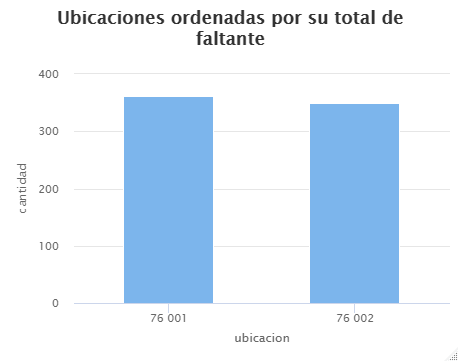 Ubicaciones ordenadas por su total de
faltante
400
300
200
100
0
cantidad
76 001
76 002
ubicacion